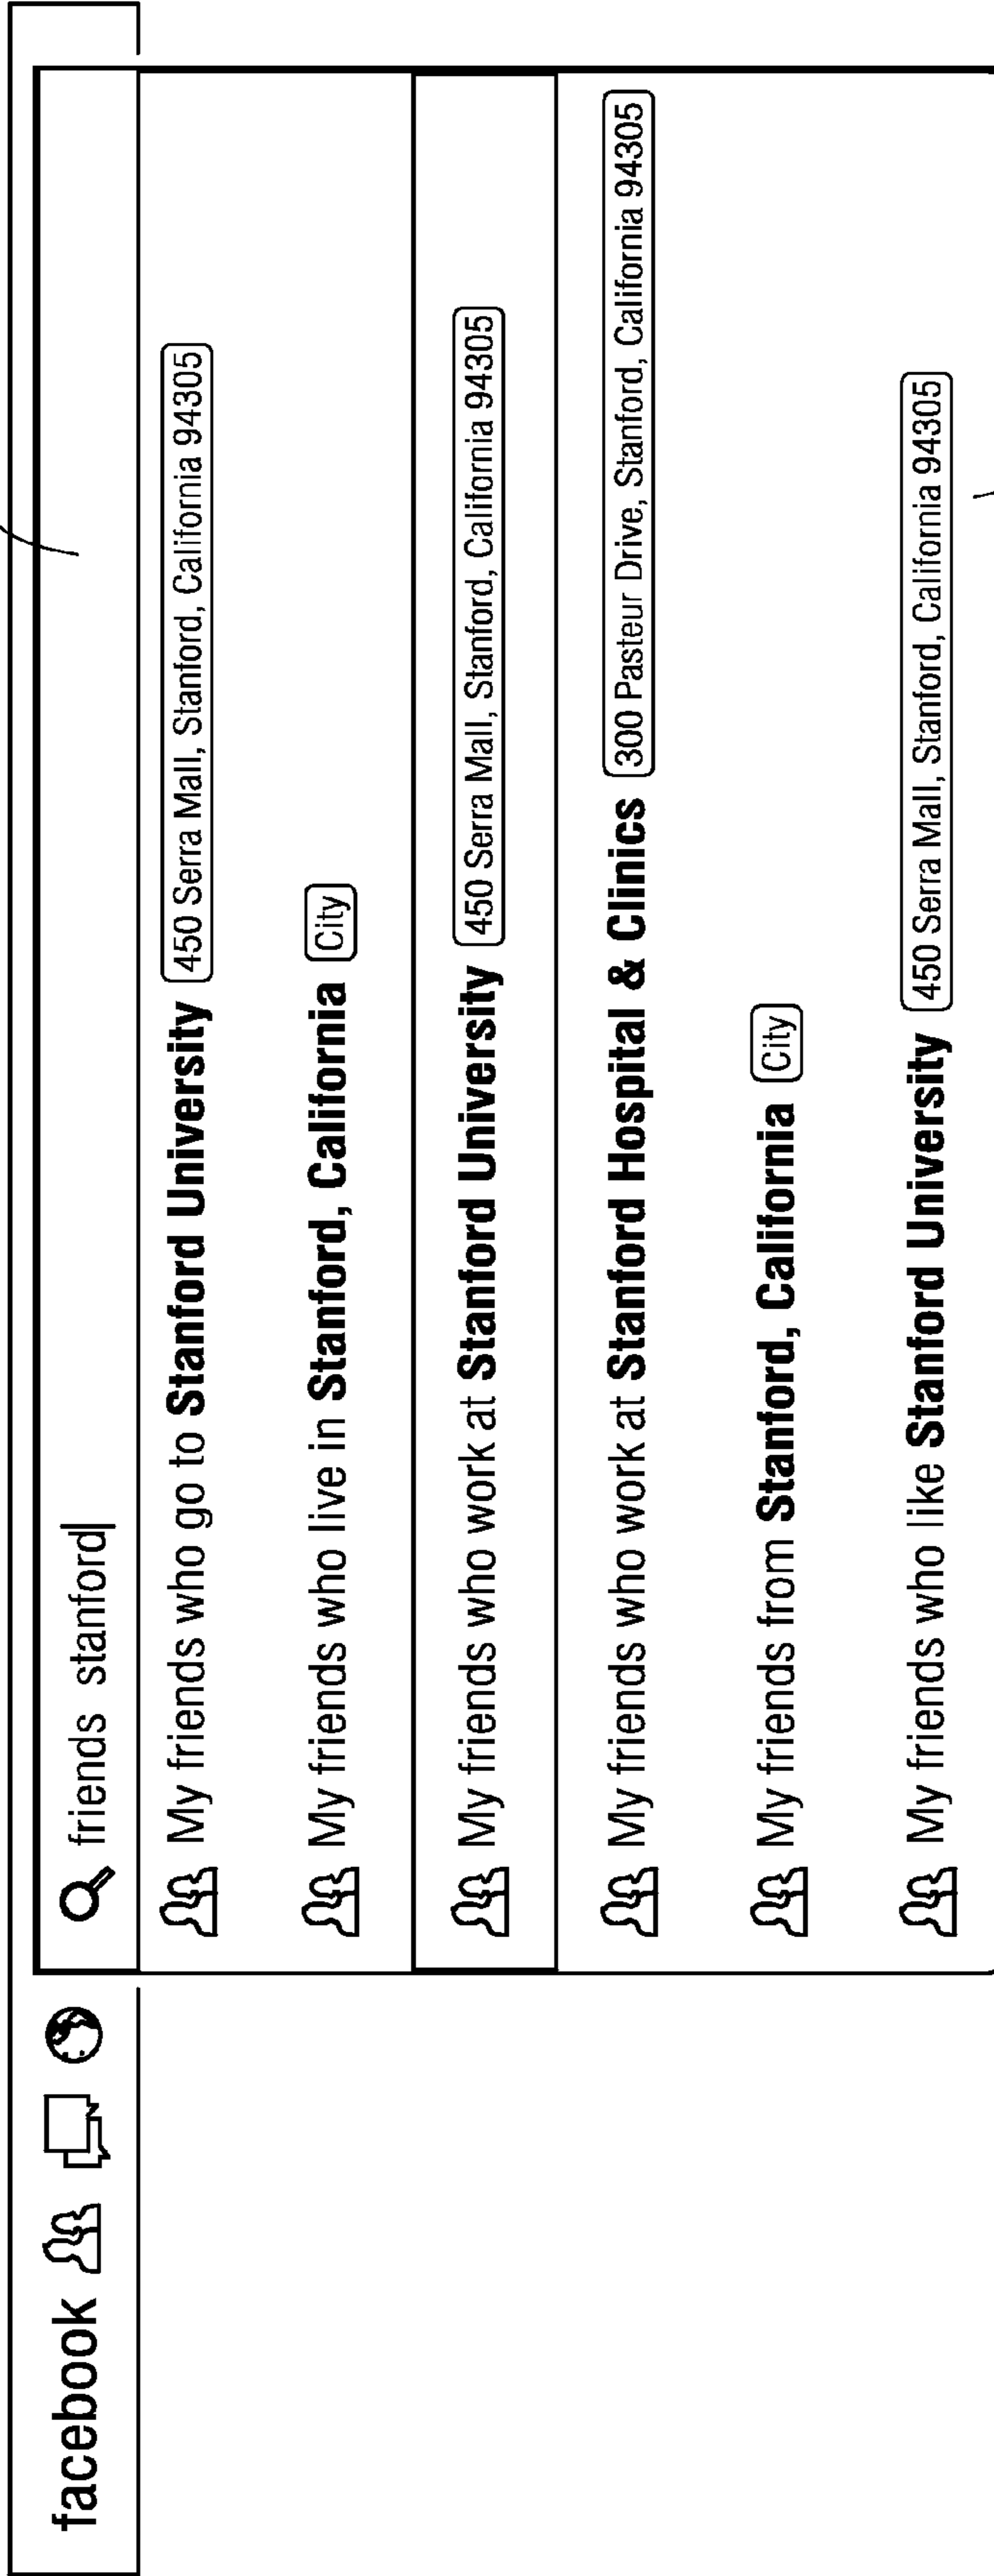 facebook friends stanford
My friends who go to Stanford University 450 Serra Mall, Stanford, California 94305
My friends who live in Stanford, California City
My friends who work at Stanford University 450 Serra Mall, Stanford, California 94305
My friends who work at Stanford Hospital & Clinics 300 Pasteur Drive, Stanford, California 94305
My friends from Stanford, California City
My friends who like Stanford University 450 Serra Mall, Stanford, California 94305